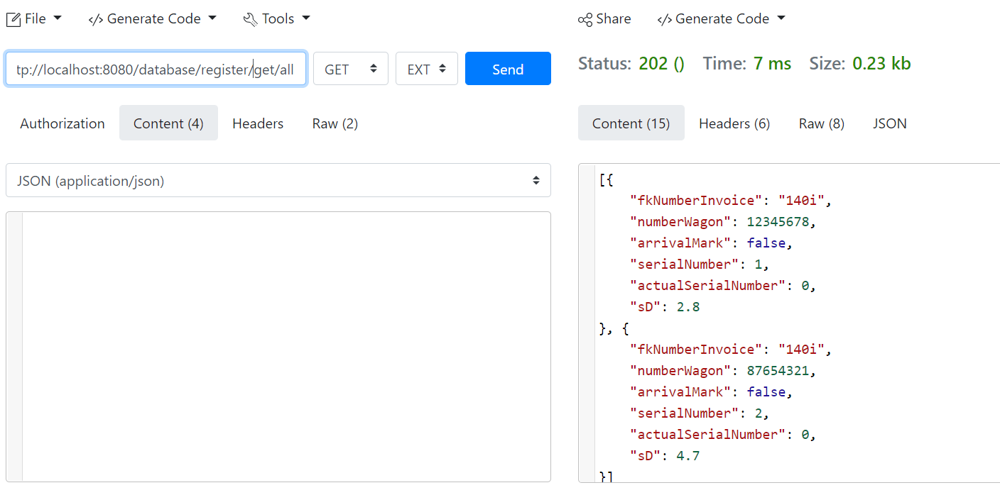 File </> Generate Code Tools
tp://localhost:8080/database/register/get/all GET EXT Send
Authorization Content (4) Headers Raw (2)
JSON (application/json)
Share </> Generate Code
Status: 202 () Time: 7 ms Size: 0.23 kb
Content (15) Headers (6) Raw (8) JSON
[{
"fkNumberInvoice": "140i",
"numberWagon": 12345678,
"arrivalMark": false,
"serialNumber": 1,
"actualSerialNumber": 0,
"sD": 2.8
}, {
"fkNumberInvoice": "140i",
"numberWagon": 87654321,
"arrivalMark": false,
"serialNumber": 2,
"actualSerialNumber": 0,
"sD": 4.7
}]